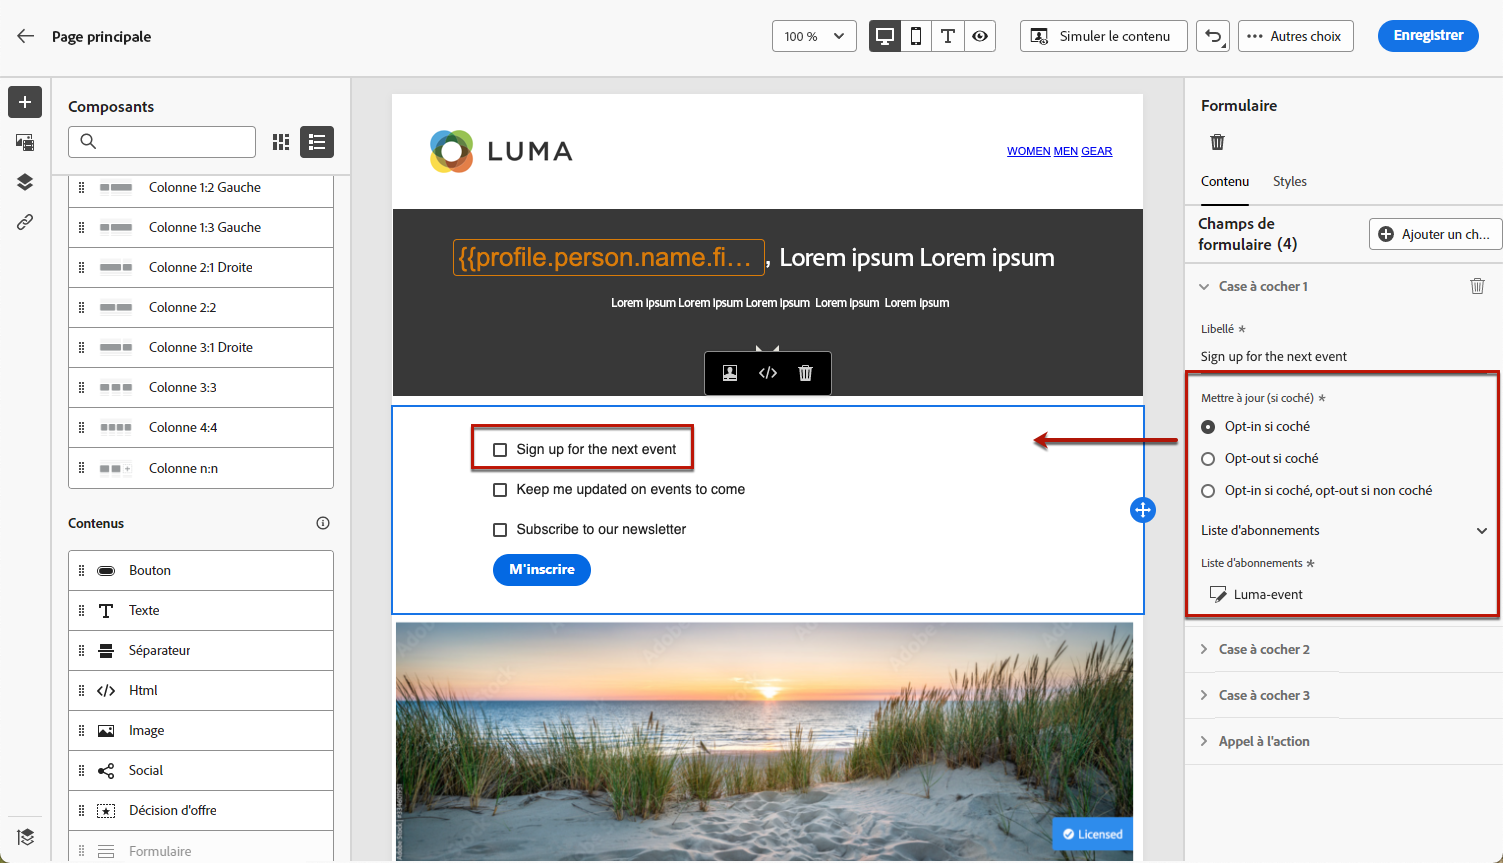 Page principale
100 %
Simuler le contenu
Autres choix
Enregistrer
Composants
Colonne 1:2 Gauche
Colonne 1:3 Gauche
Colonne 2:1 Droite
Colonne 2:2
Colonne 3:1 Droite
Colonne 3:3
Colonne 4:4
Colonne n:n
Contenus
Bouton
Texte
Séparateur
Html
Image
Social
Décision d'offre
Formulaire
LUMA
WOMEN MEN GEAR
{{profile.person.name.fi... , Lorem ipsum Lorem ipsum
Lorem Ipsum Lorem Ipsum Lorem Ipsum Lorem Ipsum Lorem Ipsum
Sign up for the next event
Keep me updated on events to come
Subscribe to our newsletter
M'inscrire
Licensed
Formulaire
Contenu Styles
Champs de
formulaire (4)
Ajouter un ch...
Case à cocher 1
Libellé *
Sign up for the next event
Mettre à jour (si coché) *
Opt-in si coché
Opt-out si coché
Opt-in si coché, opt-out si non coché
Liste d'abonnements
Liste d'abonnements *
Luma-event
Case à cocher 2
Case à cocher 3
Appel à l'action